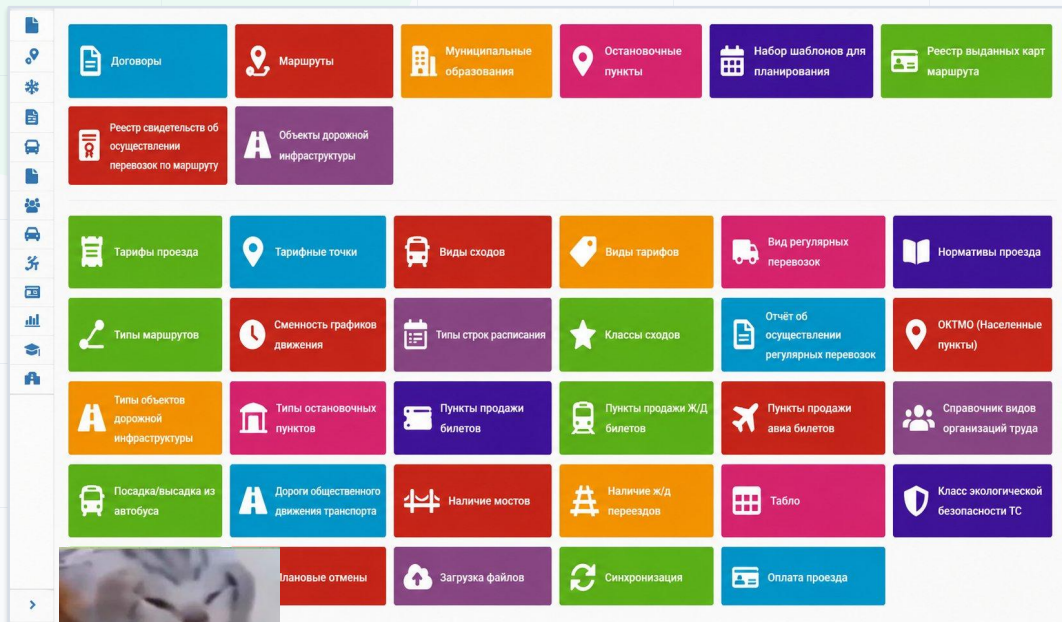 Договоры
Маршруты
Муниципальные
образования
Остановочные
пункты
Набор шаблонов для
планирования
Реестр выданных карт
маршрута
Реестр свидетельств об
осуществлении
перевозок по маршруту
Объекты дорожной
инфраструктуры
Тарифы проезда
Тарифные точки
Виды сходов
Виды тарифов
Вид регулярных
перевозок
Нормативы проезда
Типы маршрутов
Сменность графиков
движения
Типы строк расписания
Классы сходов
Отчёт об
осуществлении
регулярных перевозок
ОКТМО (Населенные
пункты)
Типы объектов
дорожной
инфраструктуры
Типы остановочных
пунктов
Пункты продажи
билетов
Пункты продажи Ж/Д
билетов
Пункты продажи
авиа билетов
Справочник видов
организаций труда
Посадка/высадка из
автобуса
Дороги общественного
движения транспорта
Наличие мостов
Наличие ж/д
переездов
Табло
Класс экологической
безопасности ТС
Плановые отмены
Загрузка файлов
Синхронизация
Оплата проезда